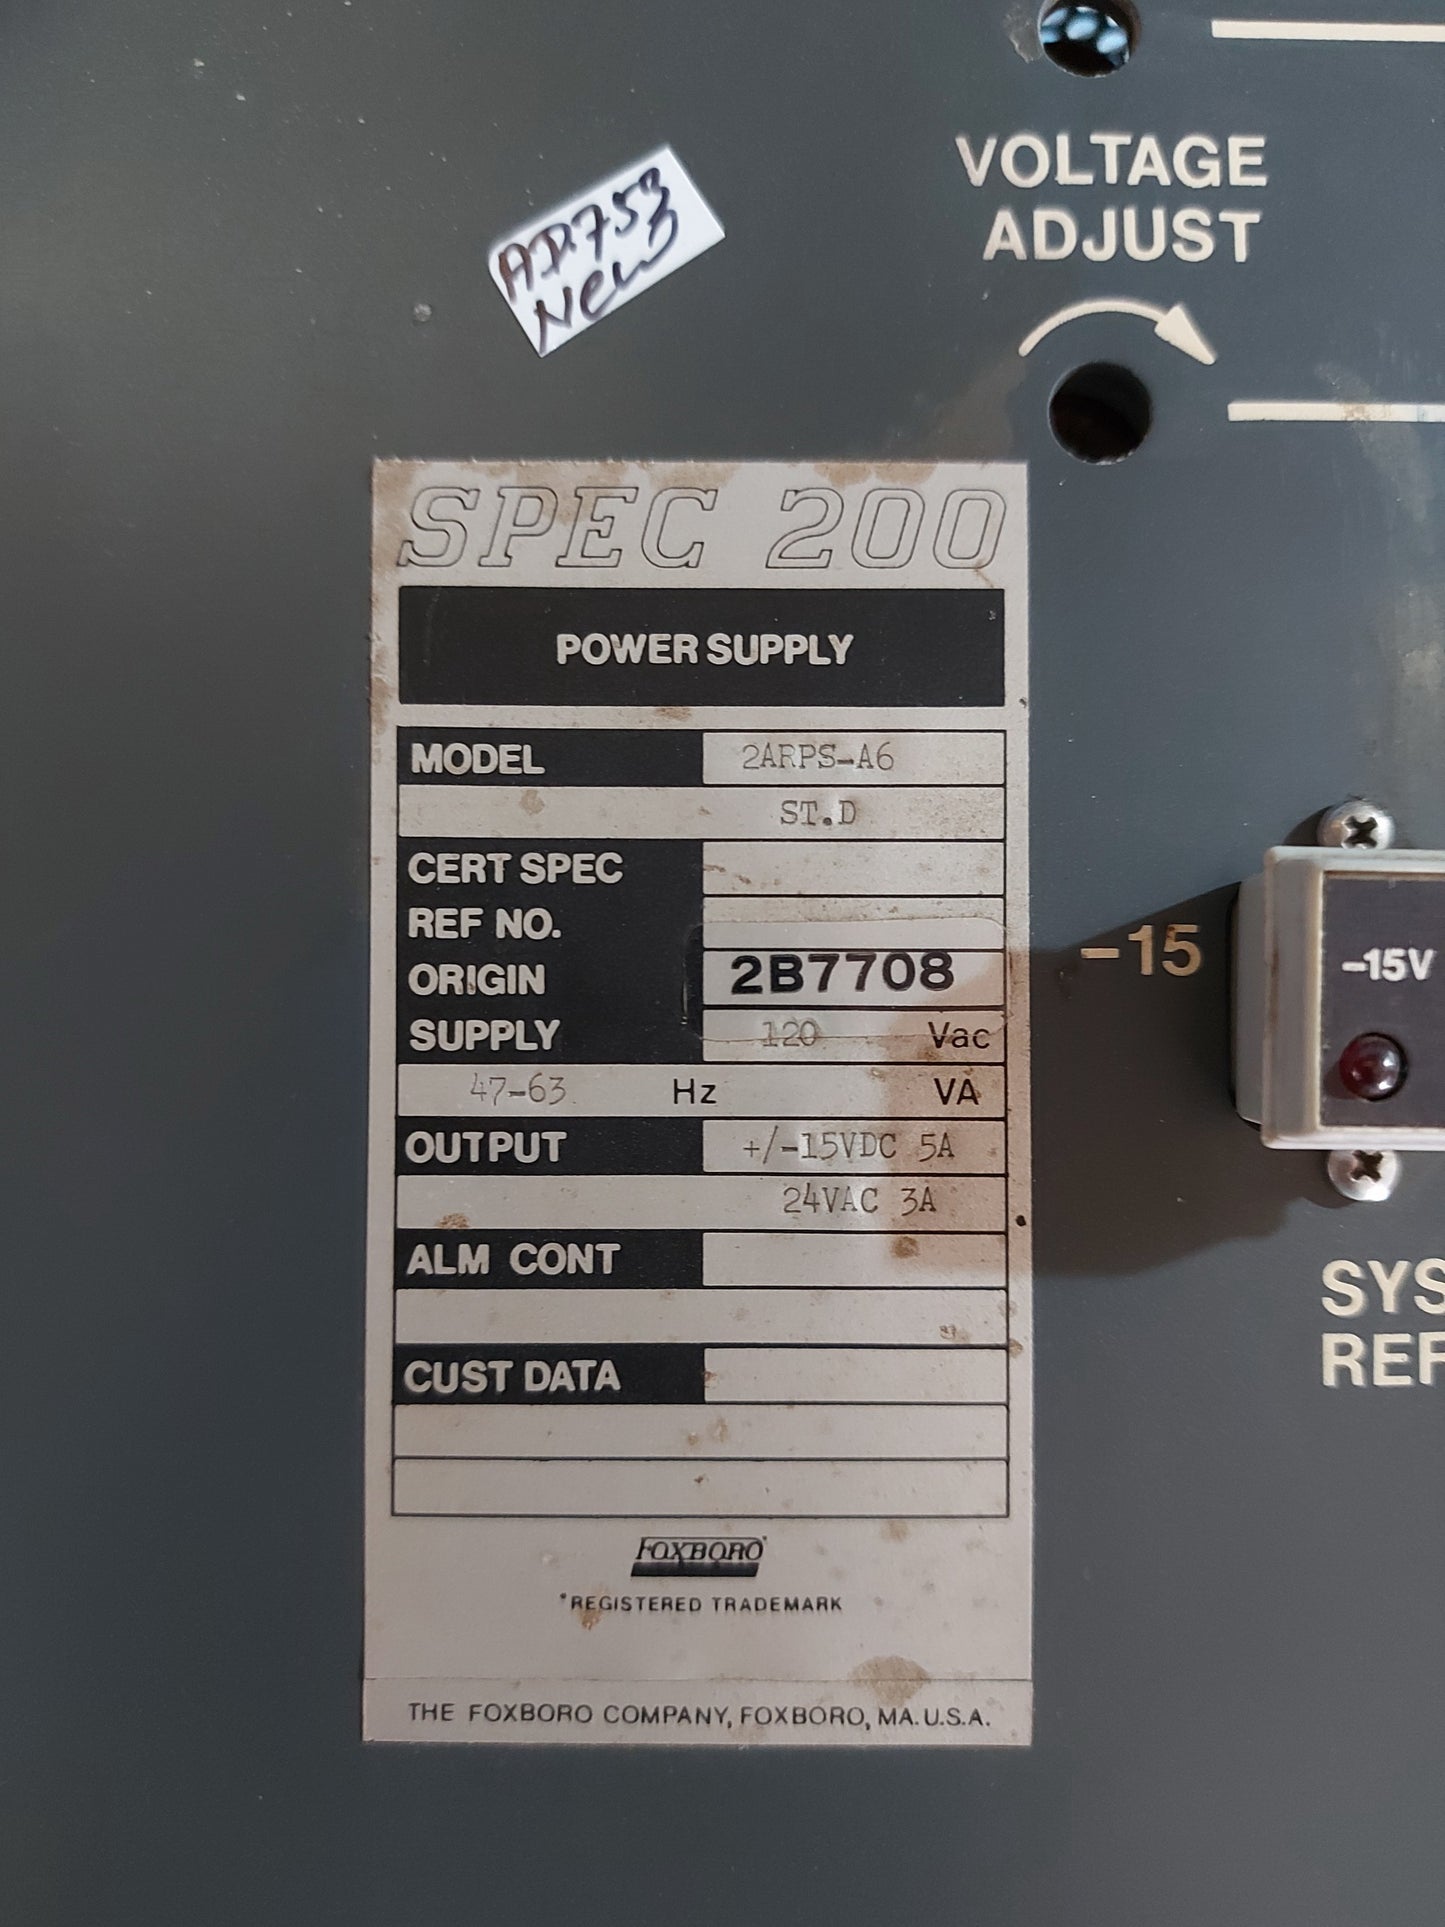 VOLTAGE
ADJUST
AP753
New
SPEC 200
POWER SUPPLY
MODEL 2ARPS-A6
ST.D
CERT SPEC
REF NO.
ORIGIN 2B7708
SUPPLY 120 Vac
47-63 Hz VA
OUTPUT +/-15VDC 5A
24VAC 3A
ALM CONT
CUST DATA
FOXBORO*
*REGISTERED TRADEMARK
THE FOXBORO COMPANY, FOXBORO, MA. U.S.A.
-15
-15V
SYS
REF